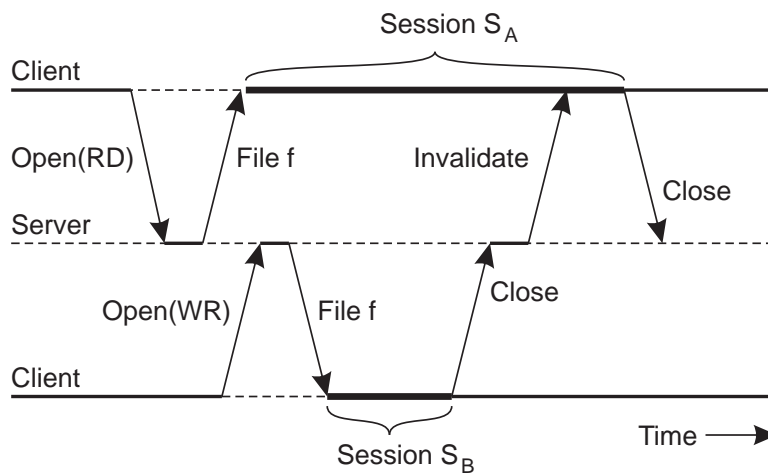 Session S_A
Client
Open(RD)
File f
Invalidate
Close
Server
Open(WR)
File f
Close
Client
Time
Session S_B